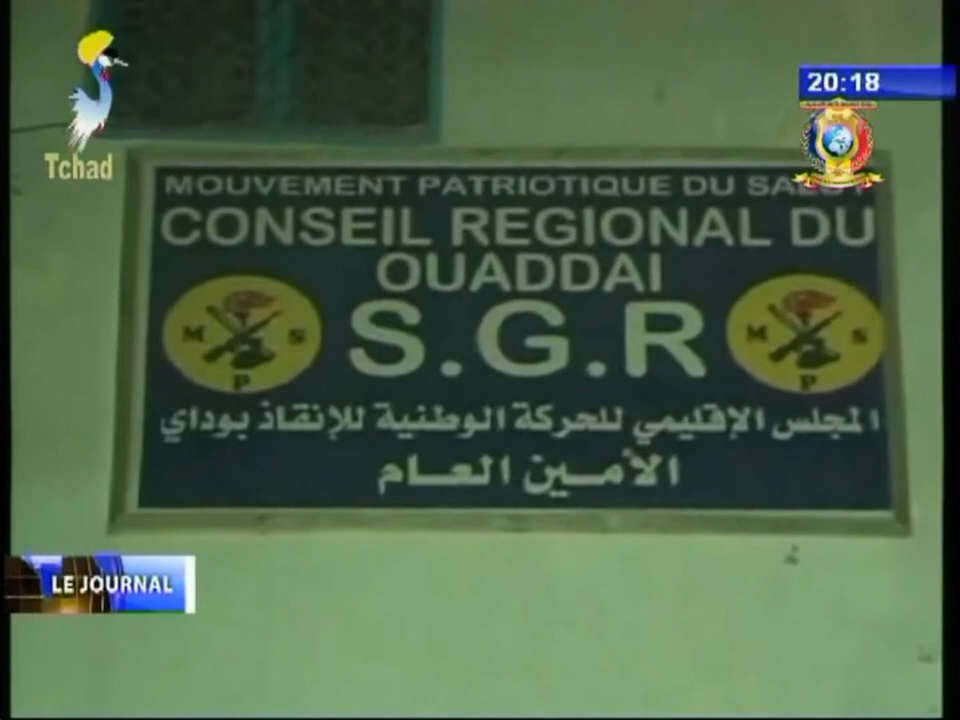 20:18
Tchad
MOUVEMENT PATRIOTIQUE DU SALUT
CONSEIL REGIONAL DU
OUADDAI
S.G.R
M S
P
M S
P
المجلس الإقليمي للحركة الوطنية للإنقاذ بوداي
الأمين العام
LE JOURNAL